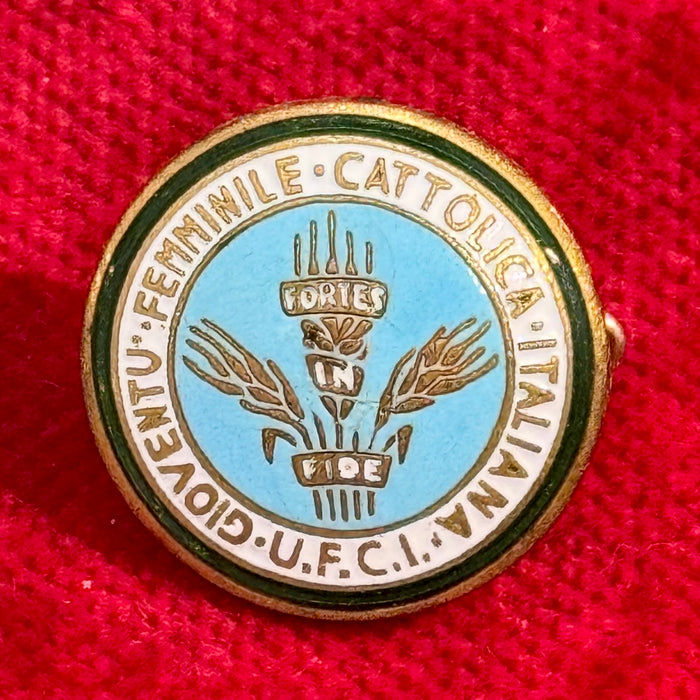 GIOVENTU · FEMMINILE · CATTOLICA · ITALIANA · U.F.C.I. ·
FORTES
IN
FIDE